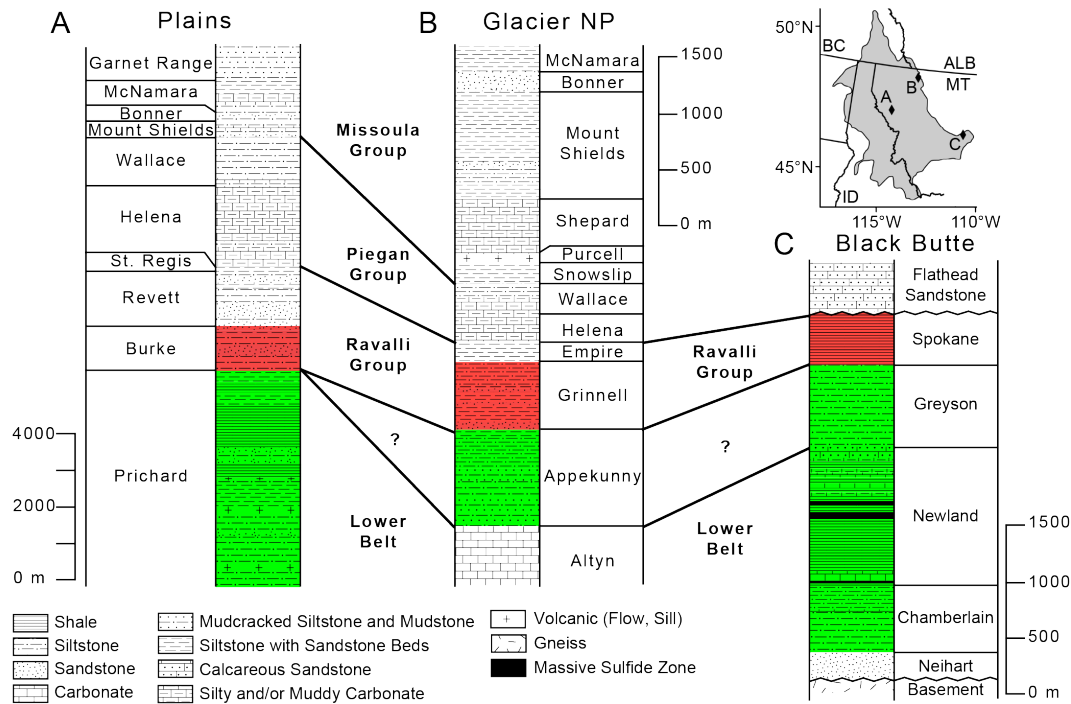 A
Plains
Garnet Range
McNamara
Bonner
Mount Shields
Wallace
Helena
St. Regis
Revett
Burke
Prichard
4000
2000
0 m
Missoula
Group
Piegan
Group
Ravalli
Group
?
Lower
Belt
B
Glacier NP
McNamara
Bonner
Mount
Shields
Shepard
Purcell
Snowslip
Wallace
Helena
Empire
Grinnell
Appekunny
Altyn
1500
1000
500
0 m
Ravalli
Group
?
Lower
Belt
50°N
45°N
BC
ALB
MT
A
B
C
ID
115°W
110°W
C
Black Butte
Flathead
Sandstone
Spokane
Greyson
Newland
Chamberlain
Neihart
Basement
1500
1000
500
0 m
Shale
Siltstone
Sandstone
Carbonate
Mudcracked Siltstone and Mudstone
Siltstone with Sandstone Beds
Calcareous Sandstone
Silty and/or Muddy Carbonate
Volcanic (Flow, Sill)
Gneiss
Massive Sulfide Zone